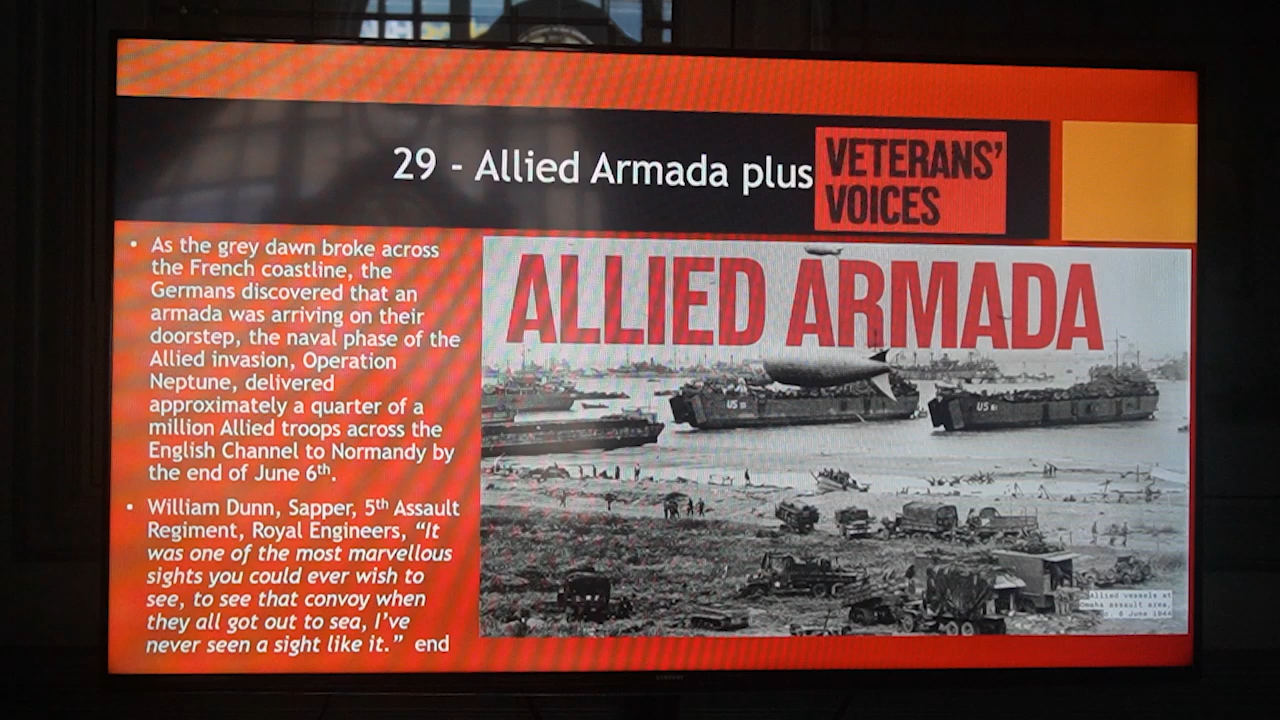 29 - Allied Armada plus
VETERANS'
VOICES
• As the grey dawn broke across
the French coastline, the
Germans discovered that an
armada was arriving on their
doorstep, the naval phase of the
Allied invasion, Operation
Neptune, delivered
approximately a quarter of a
million Allied troops across the
English Channel to Normandy by
the end of June 6th.
• William Dunn, Sapper, 5th Assault
Regiment, Royal Engineers, “It
was one of the most marvellous
sights you could ever wish to
see, to see that convoy when
they all got out to sea, I’ve
never seen a sight like it.” end
ALLIED ARMADA
US
US
Allied vessels at
Omaha assault area,
6 June 1944
SAMSUNG